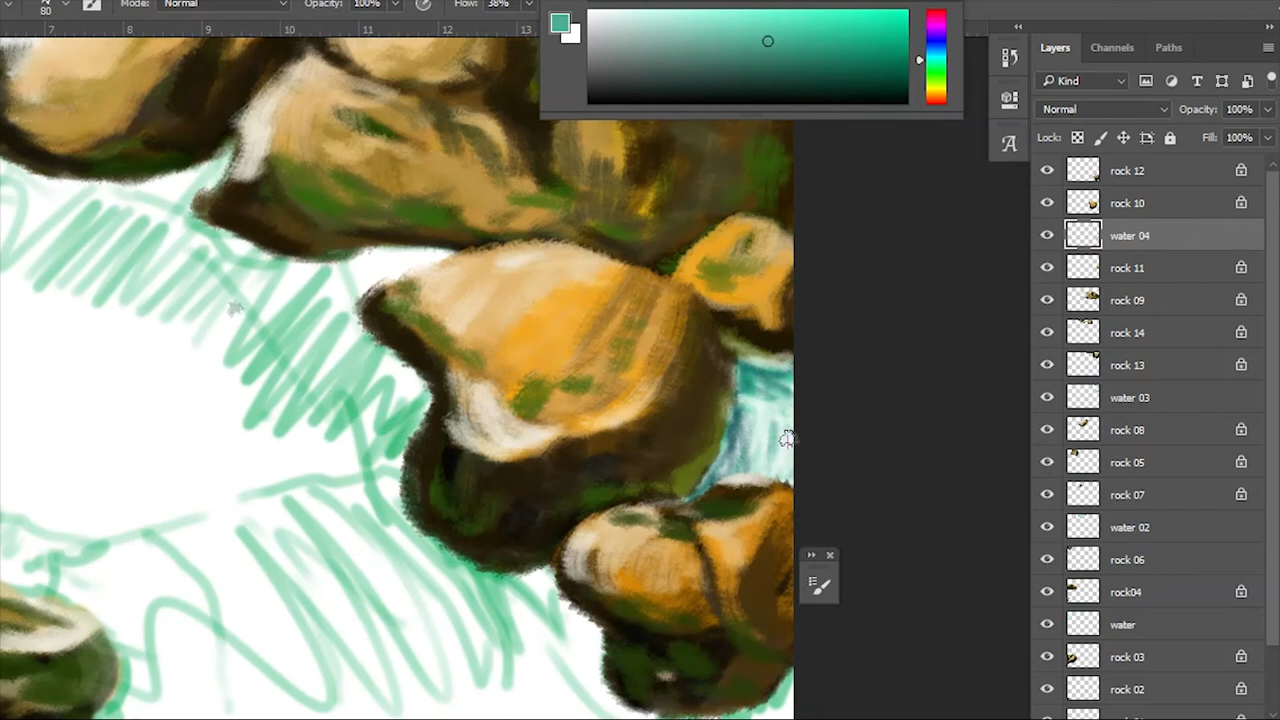 80 Mode: Normal Opacity: 100% Flow: 38%
7 8 9 10 11 12 13
Layers Channels Paths
Kind
Normal Opacity: 100%
Lock: Fill: 100%
rock 12
rock 10
water 04
rock 11
rock 09
rock 14
rock 13
water 03
rock 08
rock 05
rock 07
water 02
rock 06
rock04
water
rock 03
rock 02